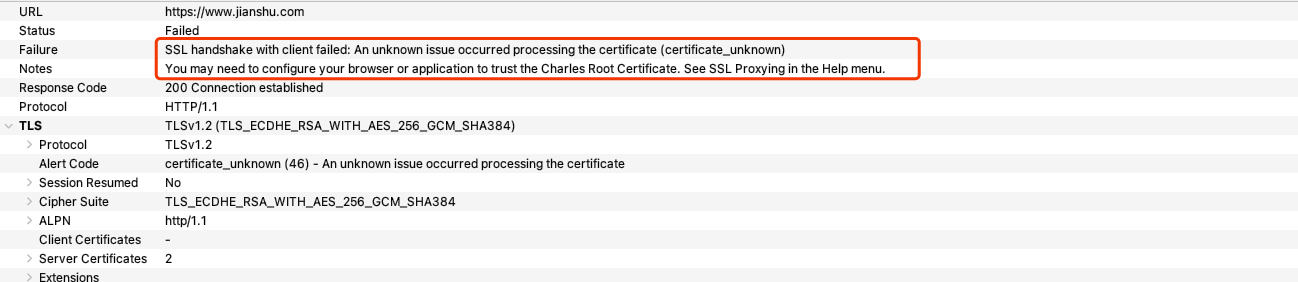 URL https://www.jianshu.com
Status Failed
Failure SSL handshake with client failed: An unknown issue occurred processing the certificate (certificate_unknown)
Notes You may need to configure your browser or application to trust the Charles Root Certificate. See SSL Proxying in the Help menu.
Response Code 200 Connection established
Protocol HTTP/1.1
TLS TLSv1.2 (TLS_ECDHE_RSA_WITH_AES_256_GCM_SHA384)
Protocol TLSv1.2
Alert Code certificate_unknown (46) - An unknown issue occurred processing the certificate
Session Resumed No
Cipher Suite TLS_ECDHE_RSA_WITH_AES_256_GCM_SHA384
ALPN http/1.1
Client Certificates -
Server Certificates 2
Extensions